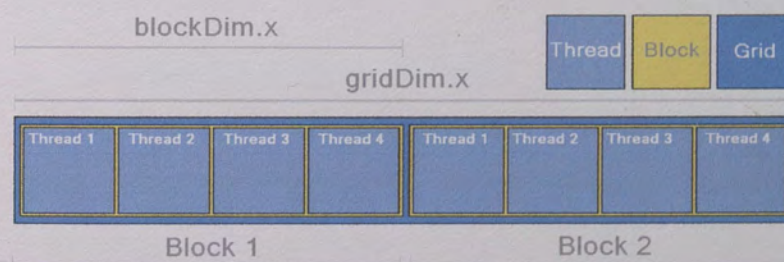 blockDim.x
Thread Block Grid
gridDim.x
Thread 1 Thread 2 Thread 3 Thread 4 Thread 1 Thread 2 Thread 3 Thread 4
Block 1 Block 2